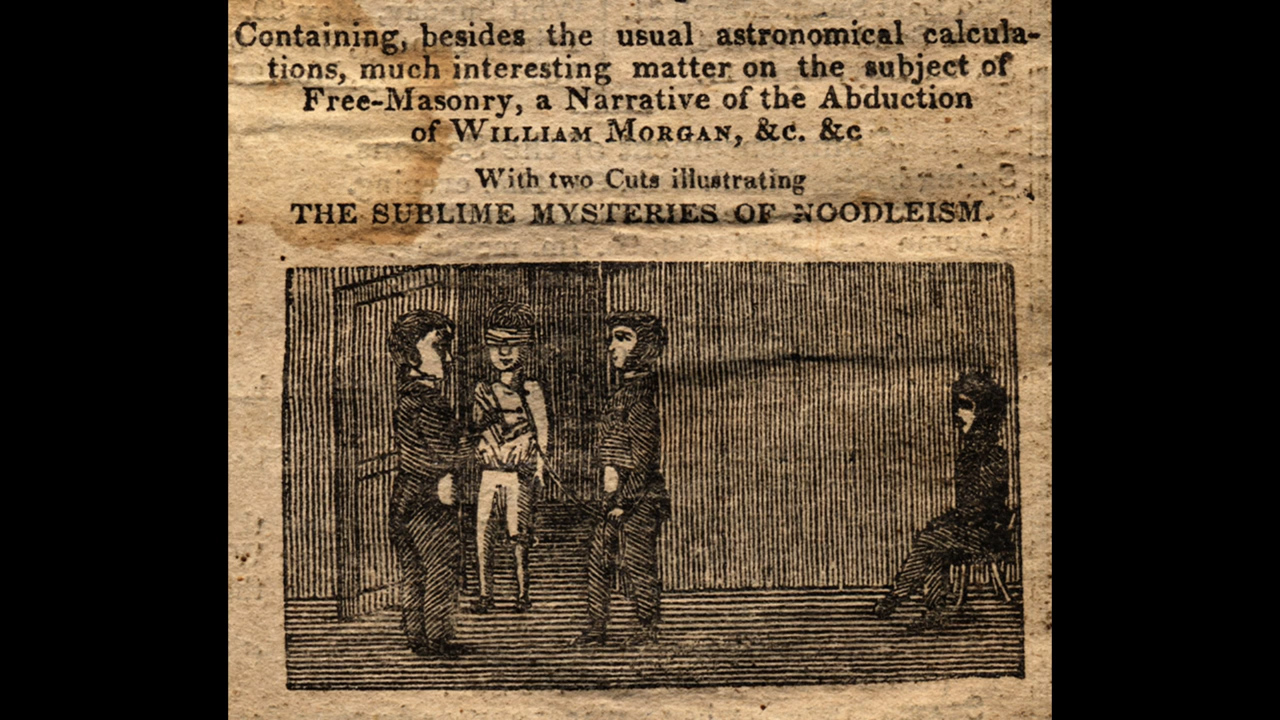 Containing, besides the usual astronomical calcula-
tions, much interesting matter on the subject of
Free-Masonry, a Narrative of the Abduction
of WILLIAM MORGAN, &c. &c
With two Cuts illustrating
THE SUBLIME MYSTERIES OF NOODLEISM.